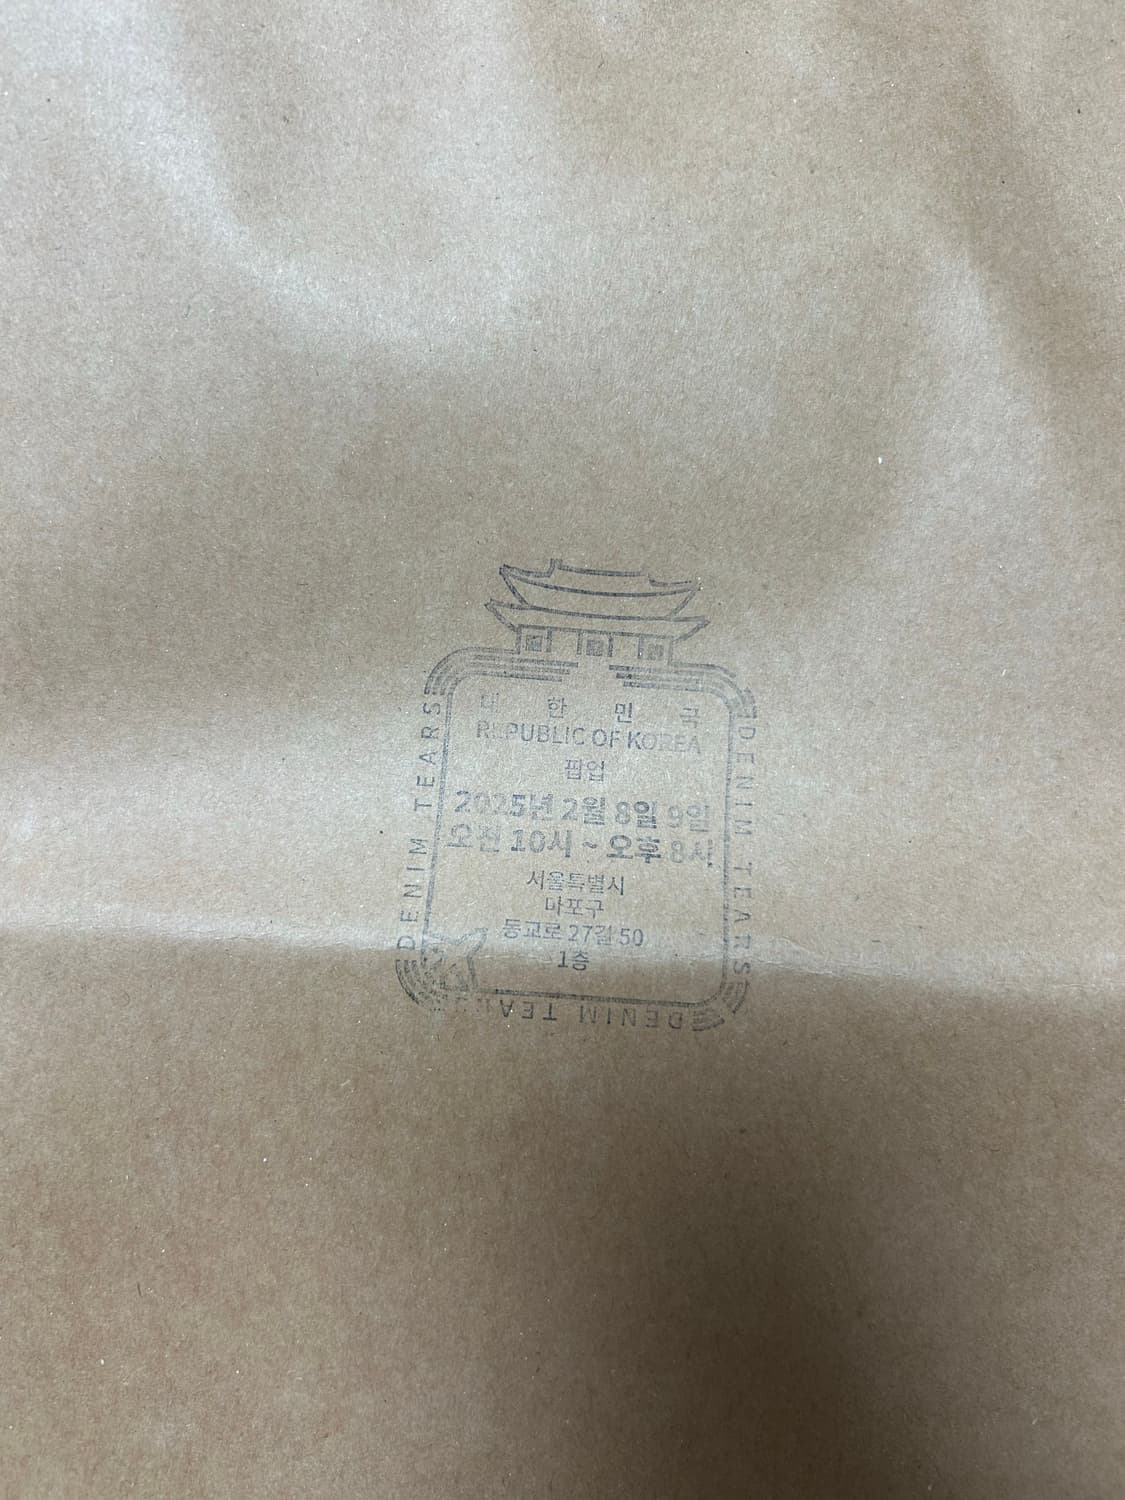 대 한 민 국
REPUBLIC OF KOREA
팝업
2025년 2월 8일 9일
오전 10시 ~ 오후 8시
서울특별시
마포구
동교로 27길 50
1층
DENIM TEARS
DENIM TEARS
DENIM TEARS